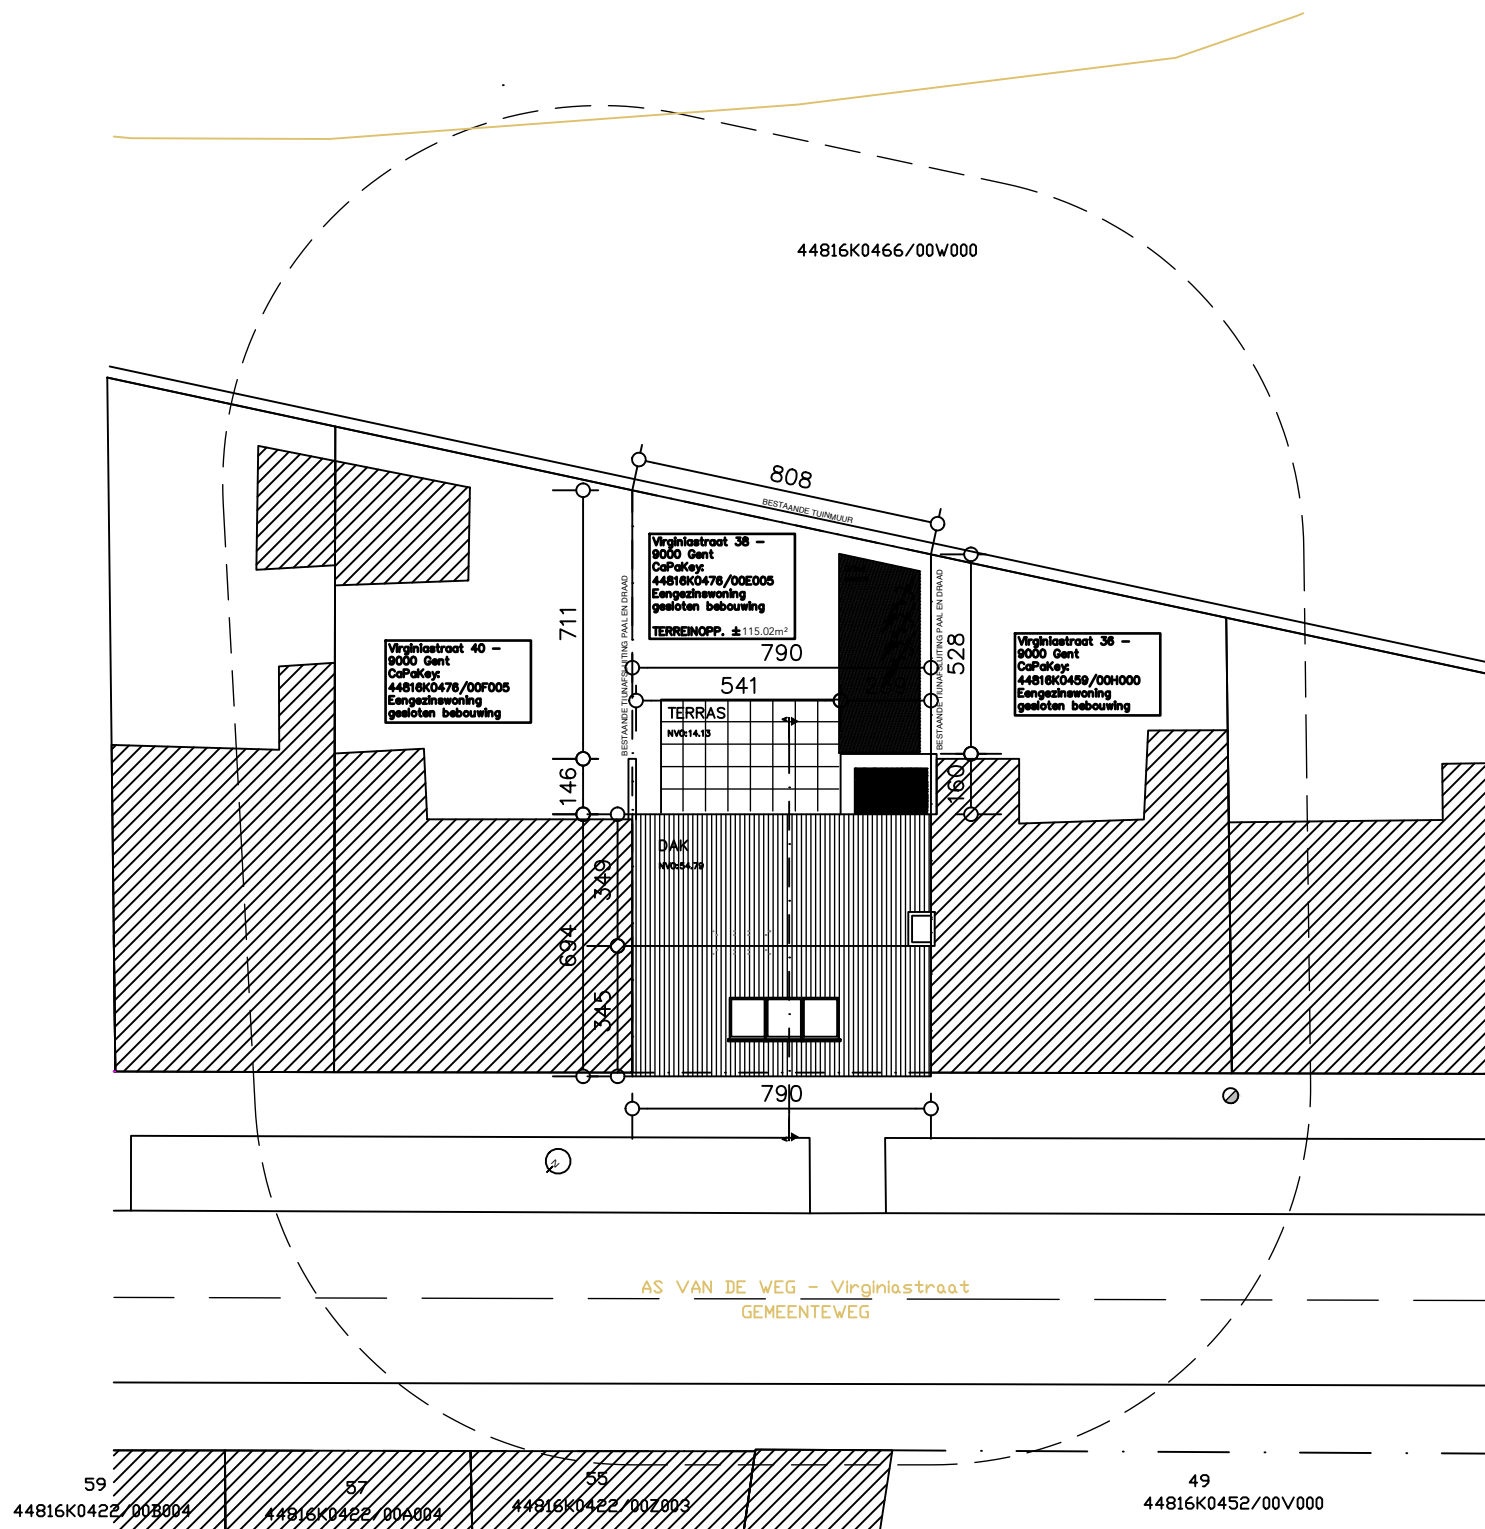 44816K0466/00W000
808
BESTAANDE TUINMUUR
Virginiastraat 38 –
9000 Gent
CaPaKey:
44816K0476/00E005
Eengezinswoning
gesloten bebouwing
TERREINOPP. ± 115.02m²
BESTAANDE TIUNAFSLUITING PAAL EN DRAAD
BESTAANDE TIUNAFSLUITING PAAL EN DRAAD
711
528
790
541
Virginiastraat 40 –
9000 Gent
CaPaKey:
44816K0476/00F005
Eengezinswoning
gesloten bebouwing
Virginiastraat 36 –
9000 Gent
CaPaKey:
44816K0459/00H000
Eengezinswoning
gesloten bebouwing
TERRAS
NVO:14.13
146
160
DAK
NVO:54.79
349
694
345
790
N
AS VAN DE WEG – Virginiastraat
GEMEENTEWEG
59
44816K0422/00B004
57
44816K0422/00A004
55
44816K0422/00Z003
49
44816K0452/00V000